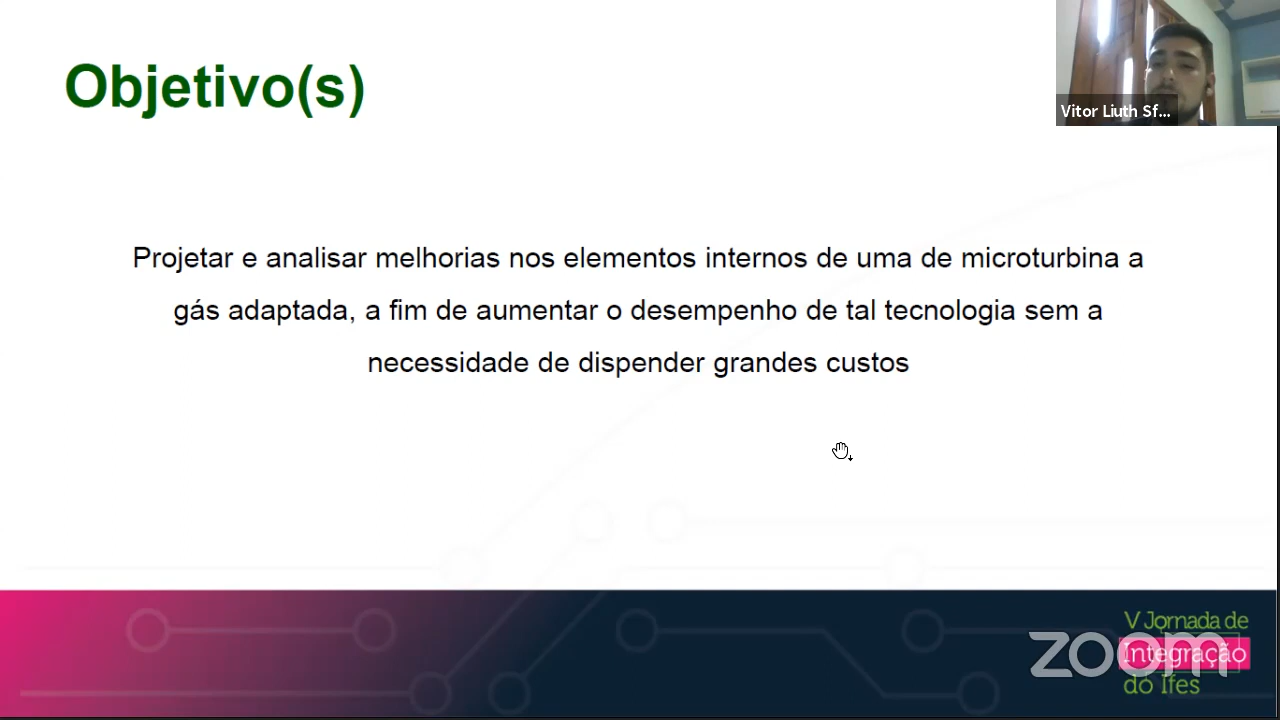 Objetivo(s)
Vitor Liuth Sf...
Projetar e analisar melhorias nos elementos internos de uma de microturbina a
gás adaptada, a fim de aumentar o desempenho de tal tecnologia sem a
necessidade de dispender grandes custos
V Jornada de
Integração
do Ifes
zoom